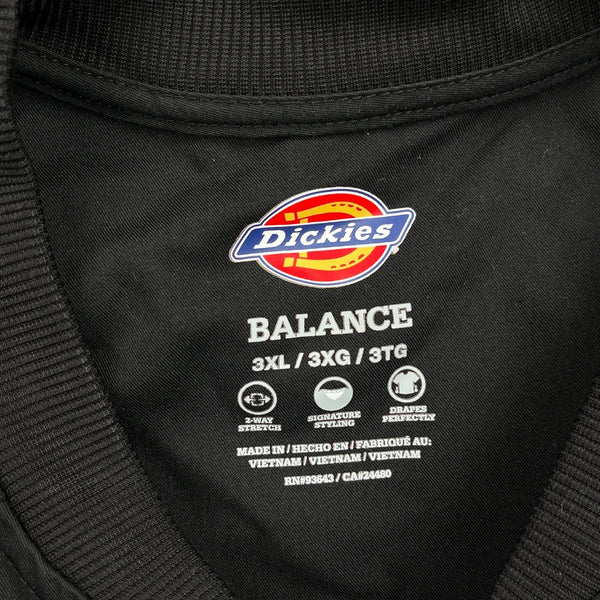 Dickies
®
BALANCE
3XL / 3XG / 3TG
2-WAY STRETCH
SIGNATURE STYLING
DRAPES PERFECTLY
MADE IN / HECHO EN / FABRIQUÉ AU:
VIETNAM / VIETNAM / VIETNAM
RN#93643 / CA#24480